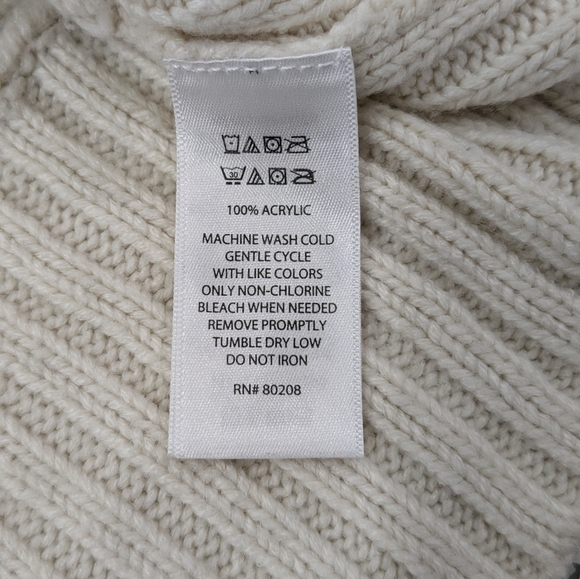 30
100% ACRYLIC
MACHINE WASH COLD
GENTLE CYCLE
WITH LIKE COLORS
ONLY NON-CHLORINE
BLEACH WHEN NEEDED
REMOVE PROMPTLY
TUMBLE DRY LOW
DO NOT IRON
RN# 80208